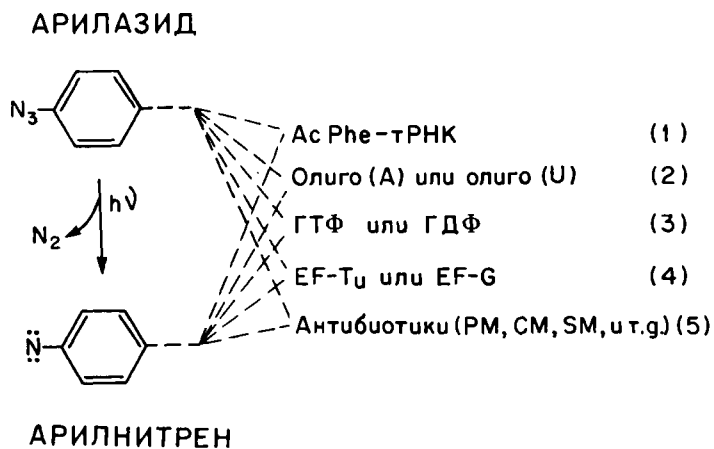 АРИЛАЗИД
N3
Ac Phe-тРНК (1)
Олиго (А) или олиго (U) (2)
hν
N2
ГТФ или ГДФ (3)
EF-Tu или EF-G (4)
Антибиотики (PM, CM, SM, и т.g.) (5)
N
АРИЛНИТРЕН